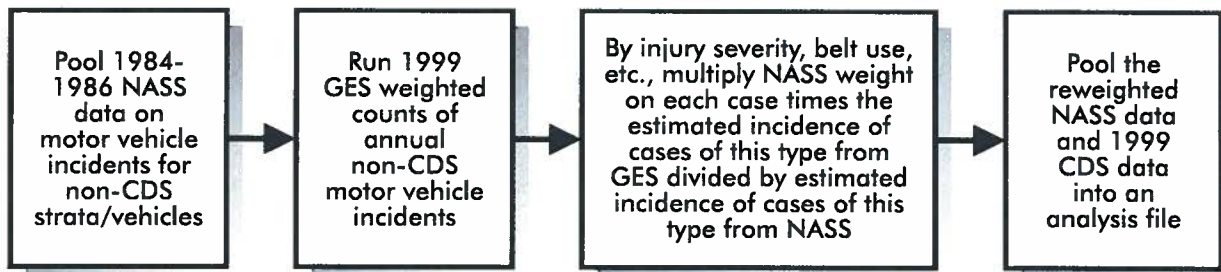 Pool 1984-
1986 NASS
data on
motor vehicle
incidents for
non-CDS
strata/vehicles
Run 1999
GES weighted
counts of
annual
non-CDS
motor vehicle
incidents
By injury severity, belt use,
etc., multiply NASS weight
on each case times the
estimated incidence of
cases of this type from
GES divided by estimated
incidence of cases of this
type from NASS
Pool the
reweighted
NASS data
and 1999
CDS data
into an
analysis file